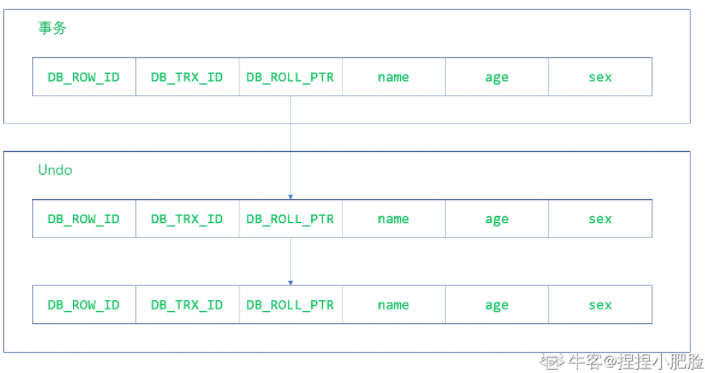 事务
DB_ROW_ID DB_TRX_ID DB_ROLL_PTR name age sex
Undo
DB_ROW_ID DB_TRX_ID DB_ROLL_PTR name age sex
DB_ROW_ID DB_TRX_ID DB_ROLL_PTR name age sex
牛客@捏捏小肥脸